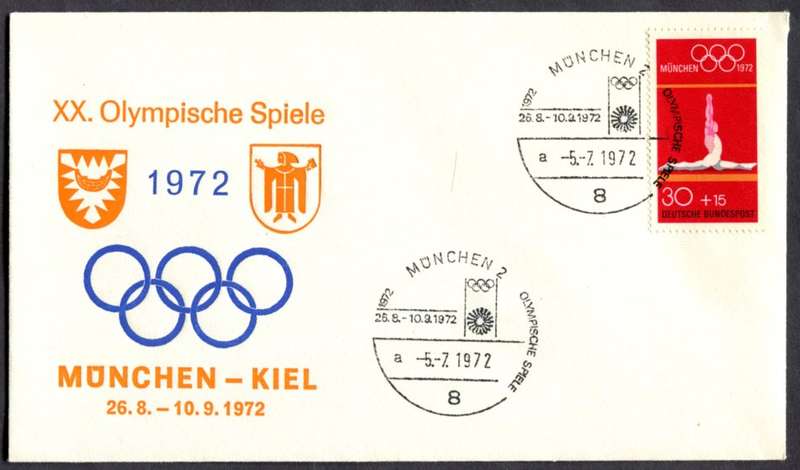 XX. Olympische Spiele
1972
MÜNCHEN – KIEL
26. 8. – 10. 9. 1972
MÜNCHEN 2
1972
26.8.-10.9.1972
OLYMPISCHE SPIELE
a -5.-7. 1972
8
MÜNCHEN 1972
30 +15
DEUTSCHE BUNDESPOST
MÜNCHEN 2
1972
26.8.-10.9.1972
OLYMPISCHE SPIELE
a -5.-7. 1972
8